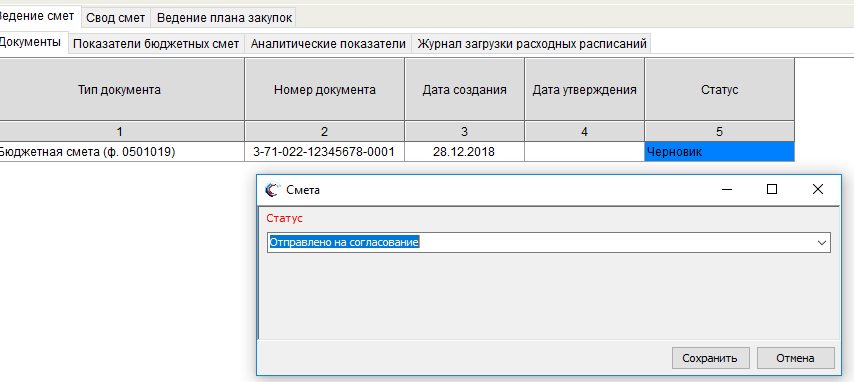 Ведение смет Свод смет Ведение плана закупок
Документы Показатели бюджетных смет Аналитические показатели Журнал загрузки расходных расписаний
Тип документа Номер документа Дата создания Дата утверждения Статус
1 2 3 4 5
Бюджетная смета (ф. 0501019) 3-71-022-12345678-0001 28.12.2018 Черновик
Смета
Статус
Отправлено на согласование
Сохранить Отмена